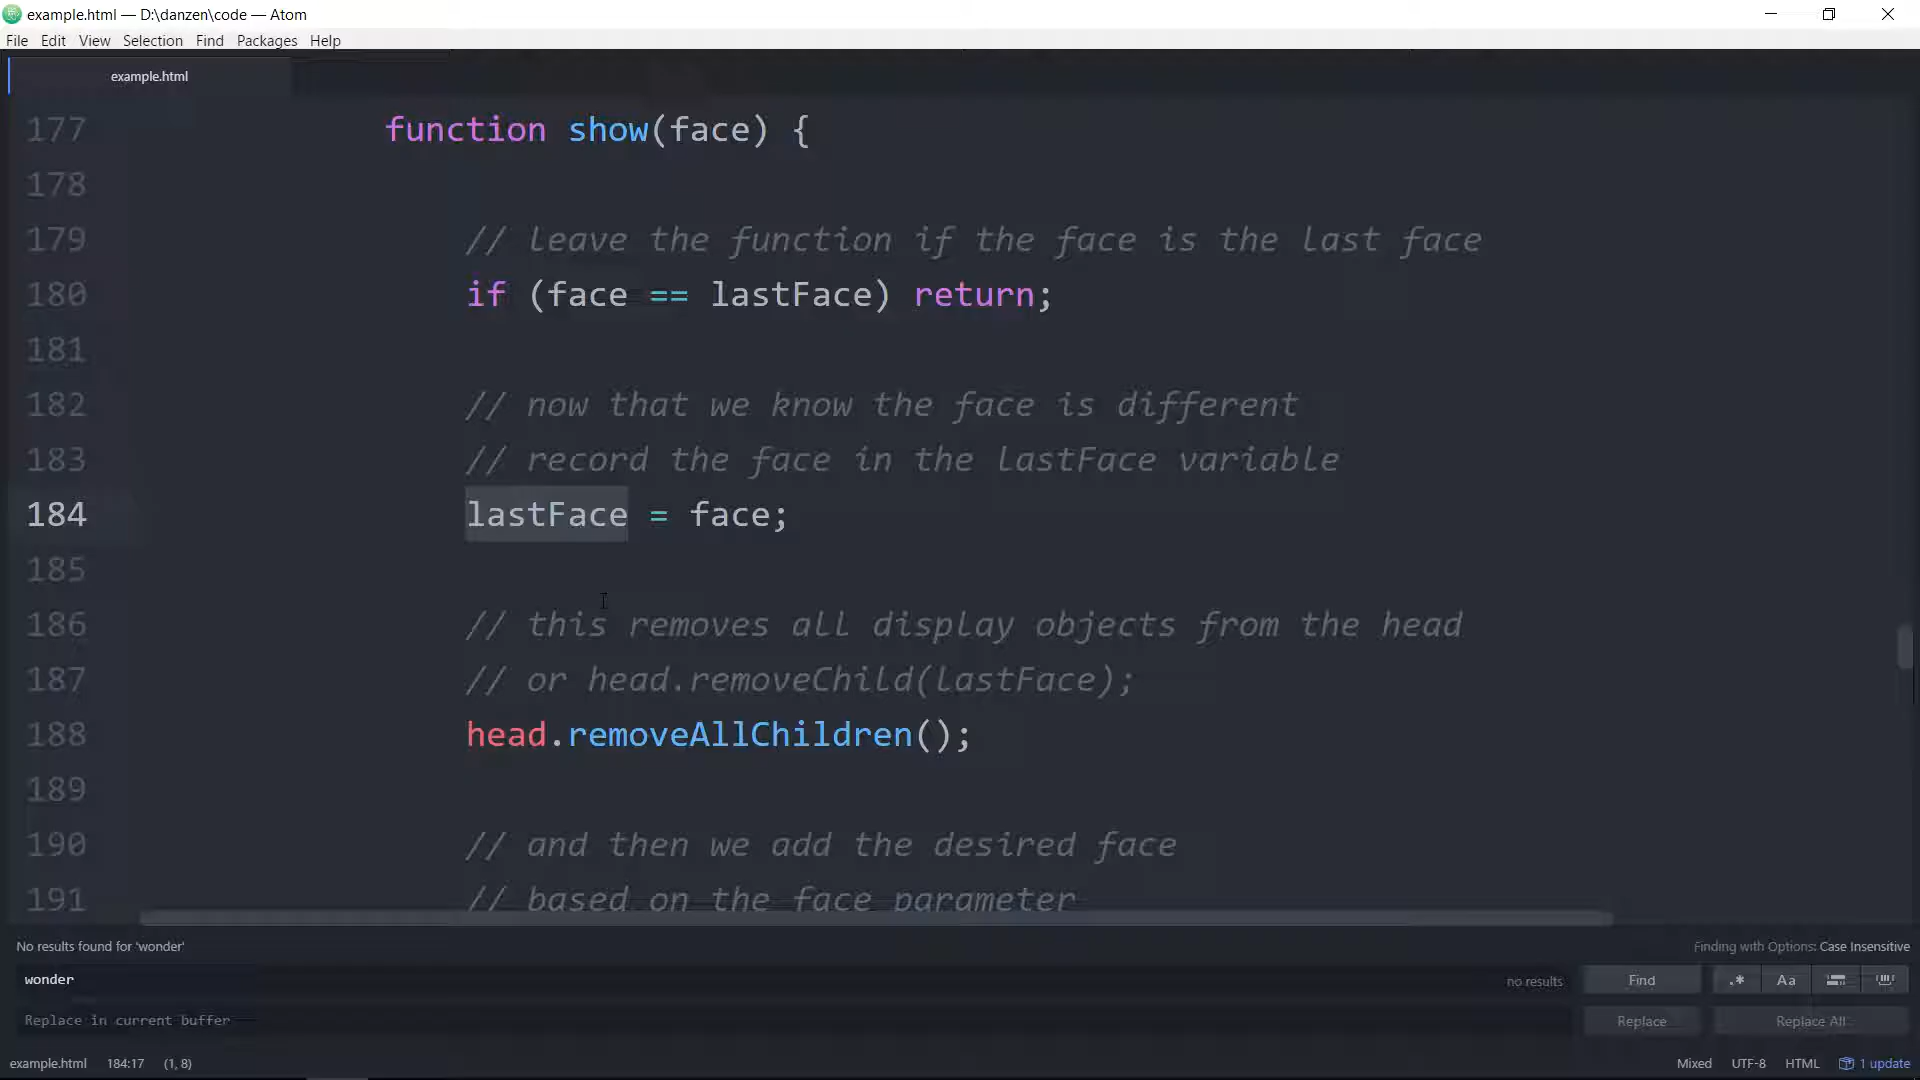 example.html — D:\danzen\code — Atom
File Edit View Selection Find Packages Help
example.html
177 function show(face) {
178
179 // leave the function if the face is the last face
180 if (face == lastFace) return;
181
182 // now that we know the face is different
183 // record the face in the lastFace variable
184 lastFace = face;
185
186 // this removes all display objects from the head
187 // or head.removeChild(lastFace);
188 head.removeAllChildren();
189
190 // and then we add the desired face
191 // based on the face parameter
No results found for 'wonder' Finding with Options: Case Insensitive
wonder no results Find .* Aa
Replace in current buffer Replace Replace All
example.html 184:17 (1, 8) Mixed UTF-8 HTML 1 update